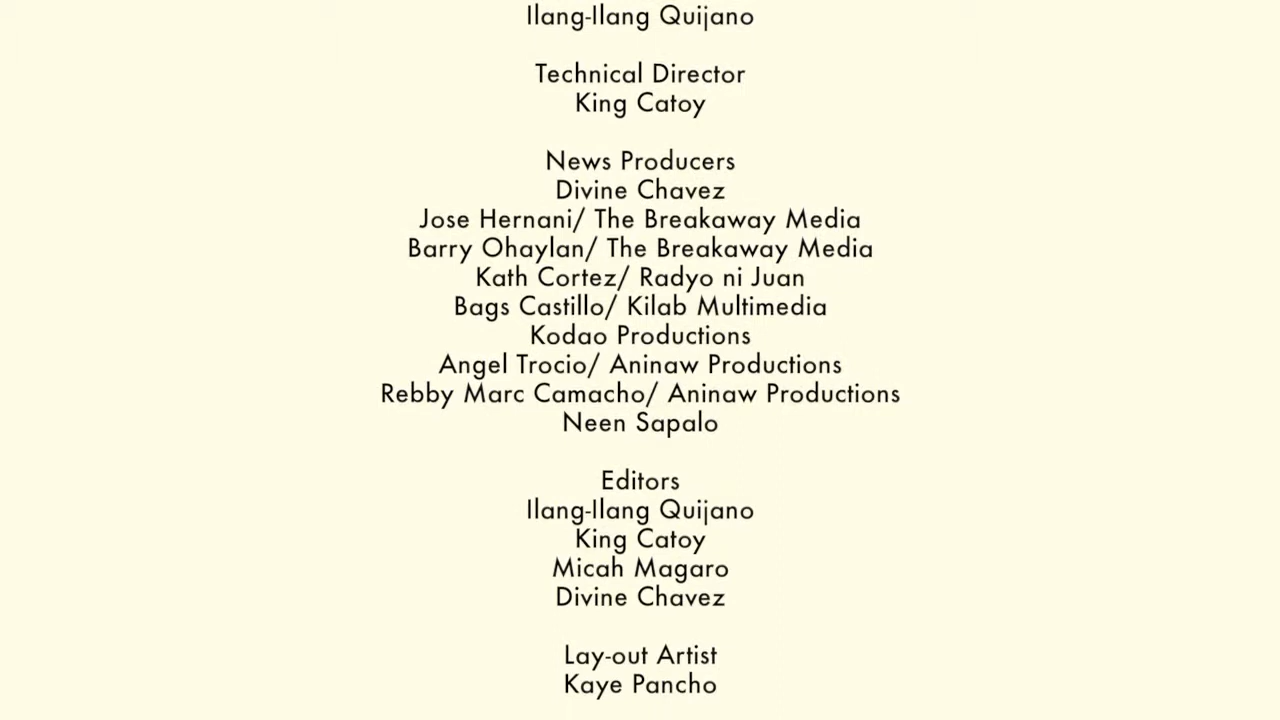 Ilang-Ilang Quijano
Technical Director
King Catoy
News Producers
Divine Chavez
Jose Hernani/ The Breakaway Media
Barry Ohaylan/ The Breakaway Media
Kath Cortez/ Radyo ni Juan
Bags Castillo/ Kilab Multimedia
Kodao Productions
Angel Trocio/ Aninaw Productions
Rebby Marc Camacho/ Aninaw Productions
Neen Sapalo
Editors
Ilang-Ilang Quijano
King Catoy
Micah Magaro
Divine Chavez
Lay-out Artist
Kaye Pancho